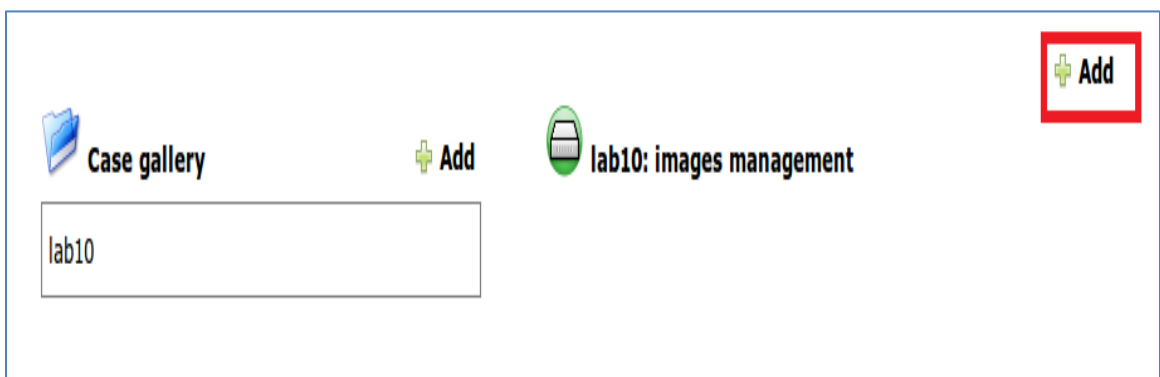 Add
Case gallery
Add
lab10: images management
lab10